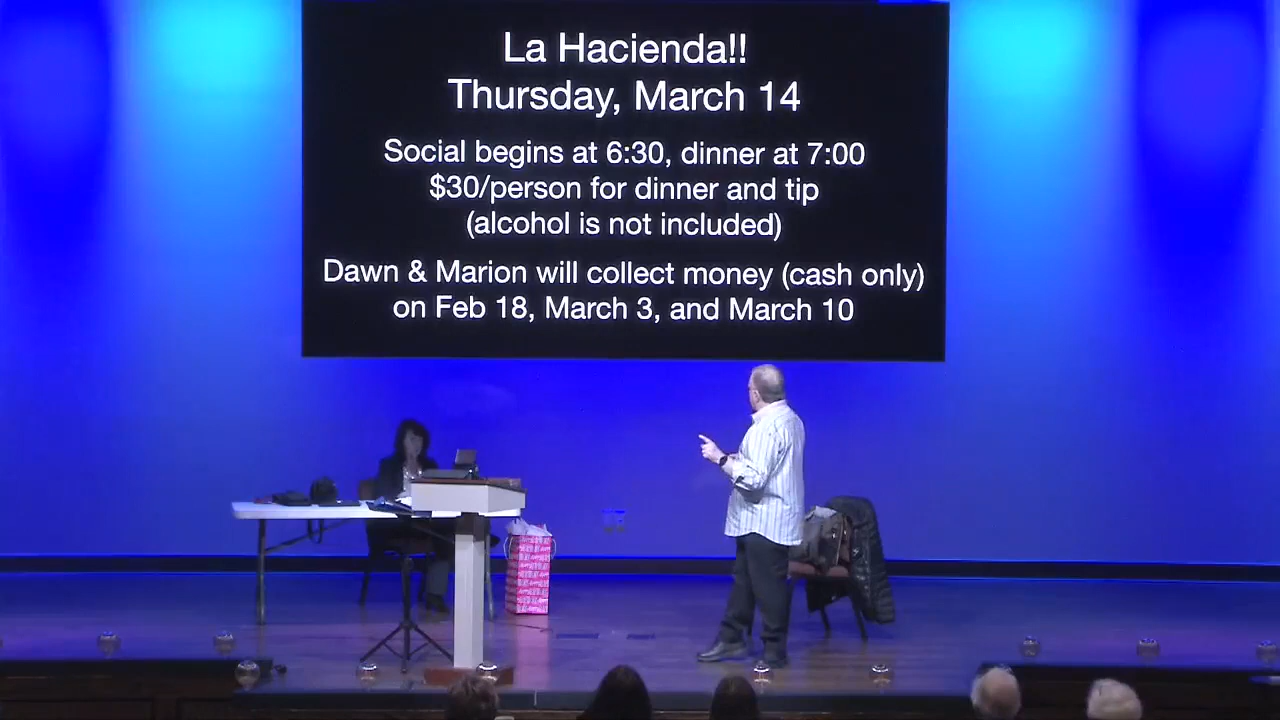 La Hacienda!!
Thursday, March 14
Social begins at 6:30, dinner at 7:00
$30/person for dinner and tip
(alcohol is not included)
Dawn & Marion will collect money (cash only)
on Feb 18, March 3, and March 10